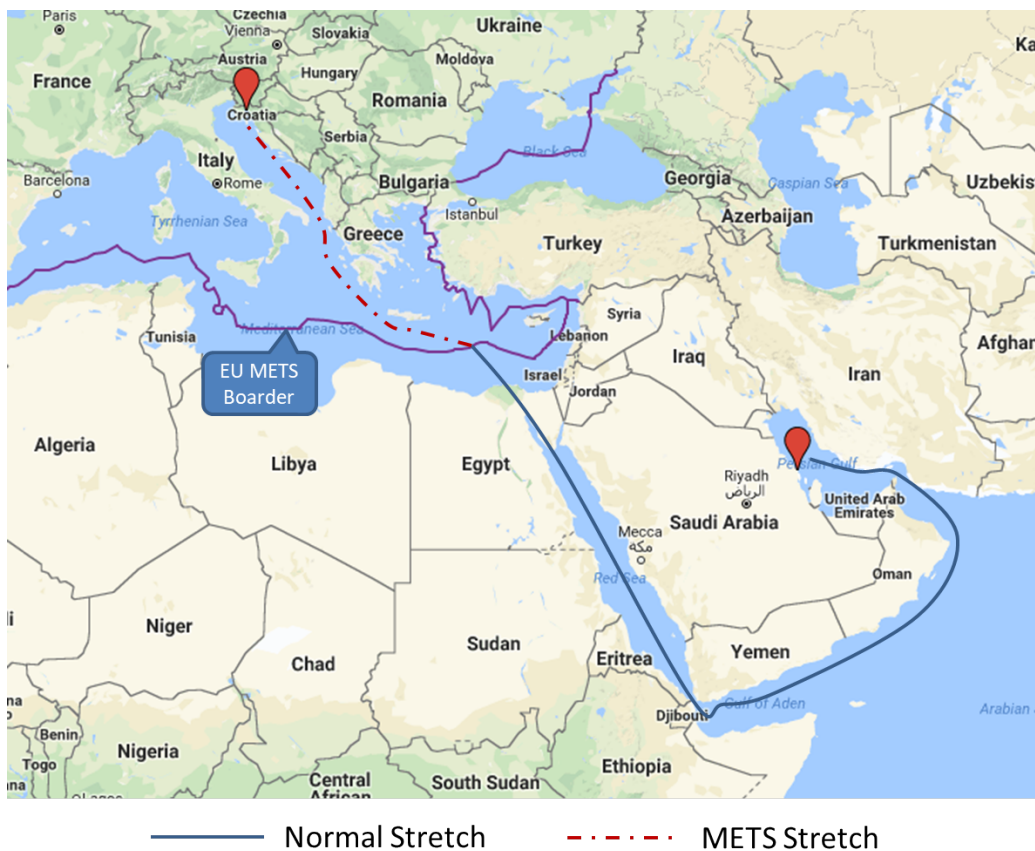 Paris
Czechia
Ukraine
Slovakia
Vienna
Austria
Hungary
Moldova
France
Romania
Croatia
Serbia
Italy
Black Sea
Barcelona
Rome
Bulgaria
Georgia
Caspian Sea
Uzbekis
Istanbul
Azerbaijan
Tyrrhenian Sea
Greece
Turkey
Turkmenistan
Syria
Mediterranean Sea
Tunisia
Lebanon
Afghan
Iraq
EU METS
Boarder
Israel
Iran
Jordan
Algeria
Libya
Egypt
Persian Gulf
Riyadh
الرياض
United Arab
Emirates
Saudi Arabia
Mecca
مكة
Oman
Red Sea
li
Niger
Chad
Sudan
Yemen
Eritrea
na
Gulf of Aden
Arabian
Djibouti
Benin
Nigeria
Togo
Ethiopia
Central
African
South Sudan
ana
Lagos
Normal Stretch
METS Stretch